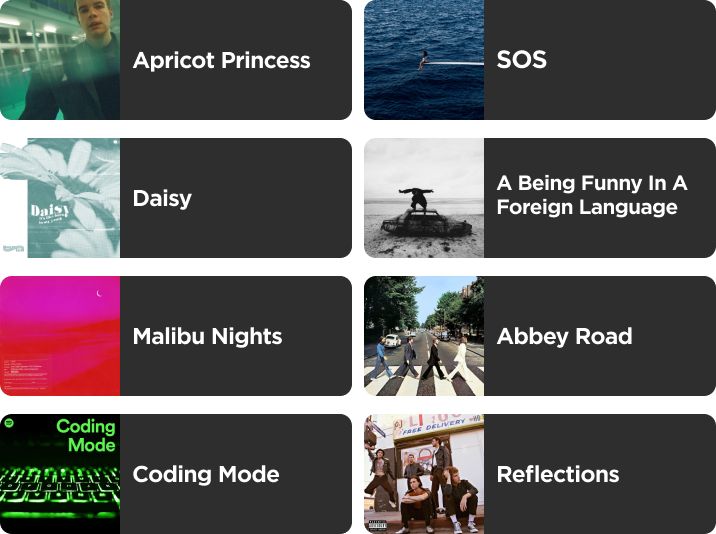 Apricot Princess
SOS
Daisy
Daisy
A Being Funny In A
Foreign Language
Malibu Nights
Abbey Road
Coding
Mode
Coding Mode
FREE DELIVERY
Reflections